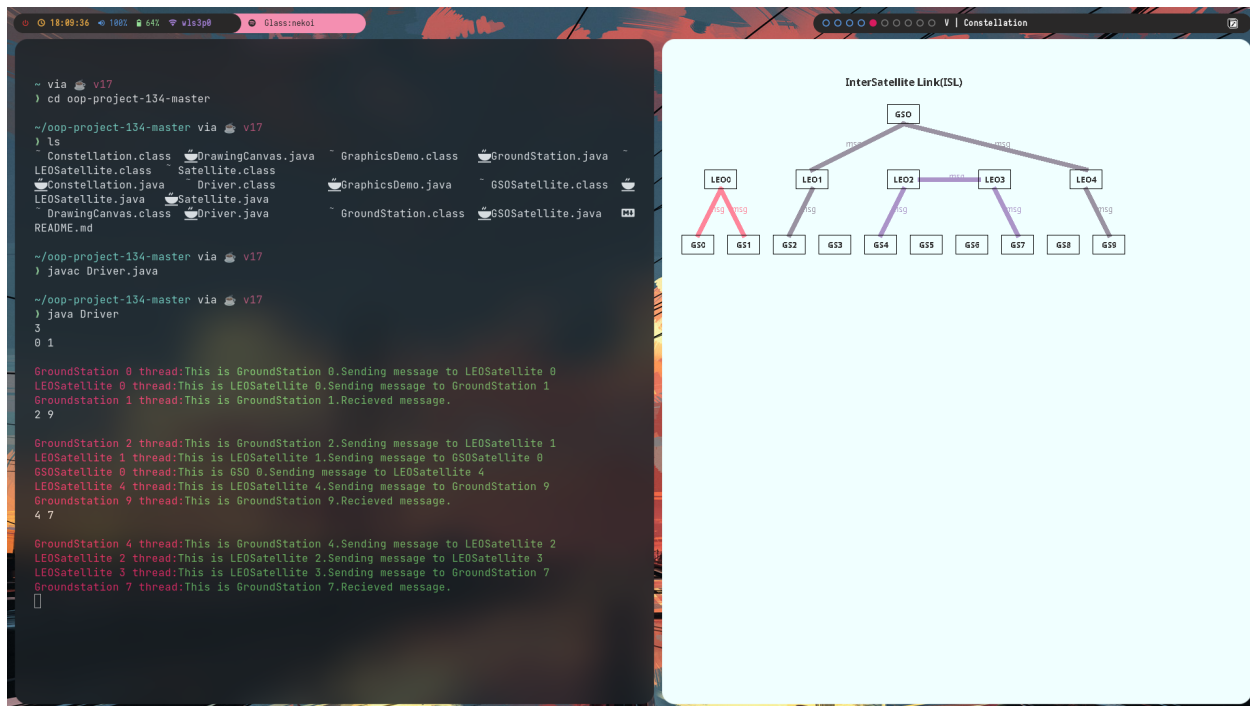 18:09:36 100% 64% wls3p0 Glass:nekoi
V | Constellation
~ via ☕ v17
❯ cd oop-project-134-master
~/oop-project-134-master via ☕ v17
❯ ls
Constellation.class DrawingCanvas.java GraphicsDemo.class GroundStation.java
LEOSatellite.class Satellite.class
Constellation.java Driver.class GraphicsDemo.java GSOSatellite.class
LEOSatellite.java Satellite.java
DrawingCanvas.class Driver.java GroundStation.class GSOSatellite.java
README.md
~/oop-project-134-master via ☕ v17
❯ javac Driver.java
~/oop-project-134-master via ☕ v17
❯ java Driver
3
0 1
GroundStation 0 thread:This is GroundStation 0.Sending message to LEOSatellite 0
LEOSatellite 0 thread:This is LEOSatellite 0.Sending message to GroundStation 1
Groundstation 1 thread:This is GroundStation 1.Recieved message.
2 9
GroundStation 2 thread:This is GroundStation 2.Sending message to LEOSatellite 1
LEOSatellite 1 thread:This is LEOSatellite 1.Sending message to GSOSatellite 0
GSOSatellite 0 thread:This is GSO 0.Sending message to LEOSatellite 4
LEOSatellite 4 thread:This is LEOSatellite 4.Sending message to GroundStation 9
Groundstation 9 thread:This is GroundStation 9.Recieved message.
4 7
GroundStation 4 thread:This is GroundStation 4.Sending message to LEOSatellite 2
LEOSatellite 2 thread:This is LEOSatellite 2.Sending message to LEOSatellite 3
LEOSatellite 3 thread:This is LEOSatellite 3.Sending message to GroundStation 7
Groundstation 7 thread:This is GroundStation 7.Recieved message.
InterSatellite Link(ISL)
GSO
msg msg
LEO0 LEO1 LEO2 msg LEO3 LEO4
msg msg msg msg msg msg
GS0 GS1 GS2 GS3 GS4 GS5 GS6 GS7 GS8 GS9